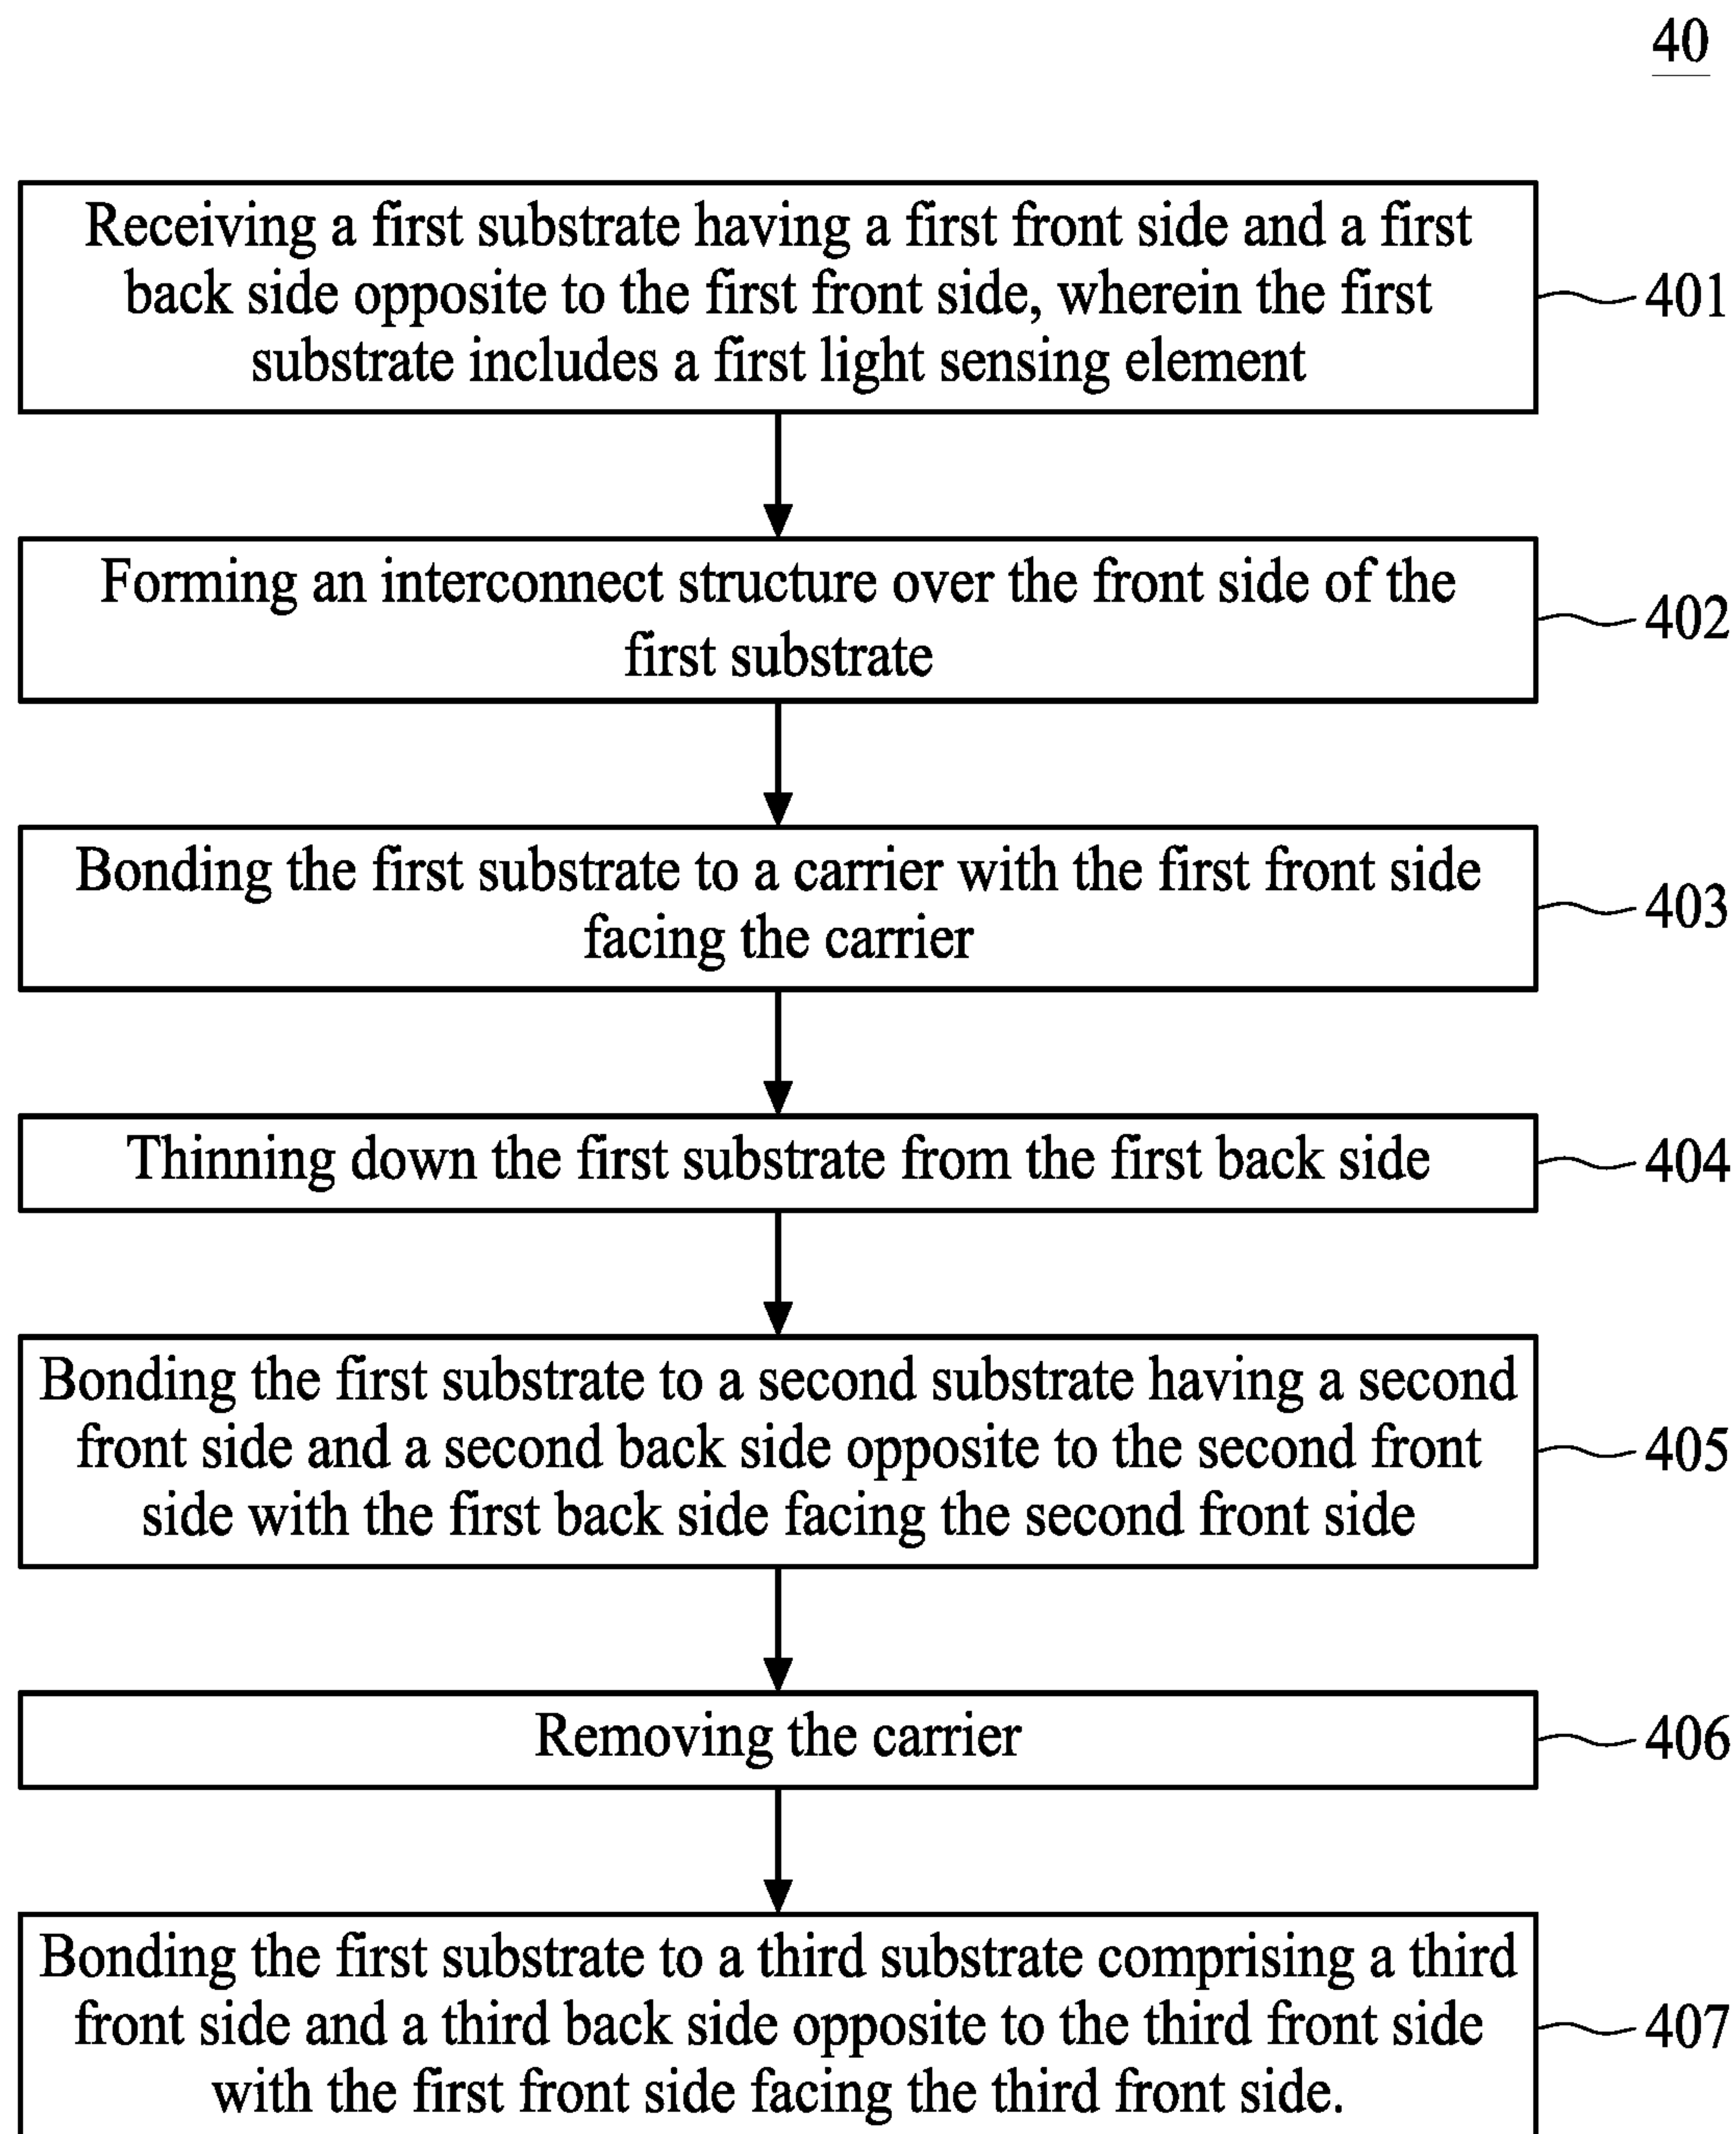 40
Receiving a first substrate having a first front side and a first
back side opposite to the first front side, wherein the first
substrate includes a first light sensing element
401
Forming an interconnect structure over the front side of the
first substrate
402
Bonding the first substrate to a carrier with the first front side
facing the carrier
403
Thinning down the first substrate from the first back side
404
Bonding the first substrate to a second substrate having a second
front side and a second back side opposite to the second front
side with the first back side facing the second front side
405
Removing the carrier
406
Bonding the first substrate to a third substrate comprising a third
front side and a third back side opposite to the third front side
with the first front side facing the third front side.
407